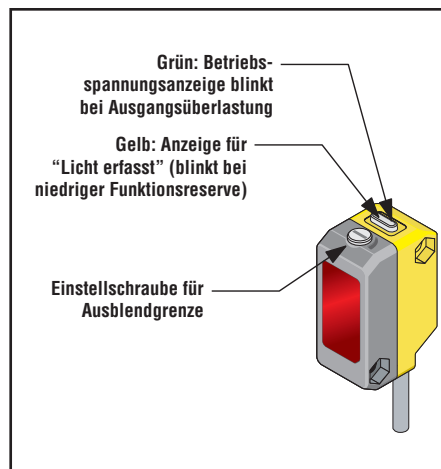 Grün: Betriebs-
spannungsanzeige blinkt
bei Ausgangsüberlastung
Gelb: Anzeige für
“Licht erfasst” (blinkt bei
niedriger Funktionsreserve)
Einstellschraube für
Ausblendgrenze